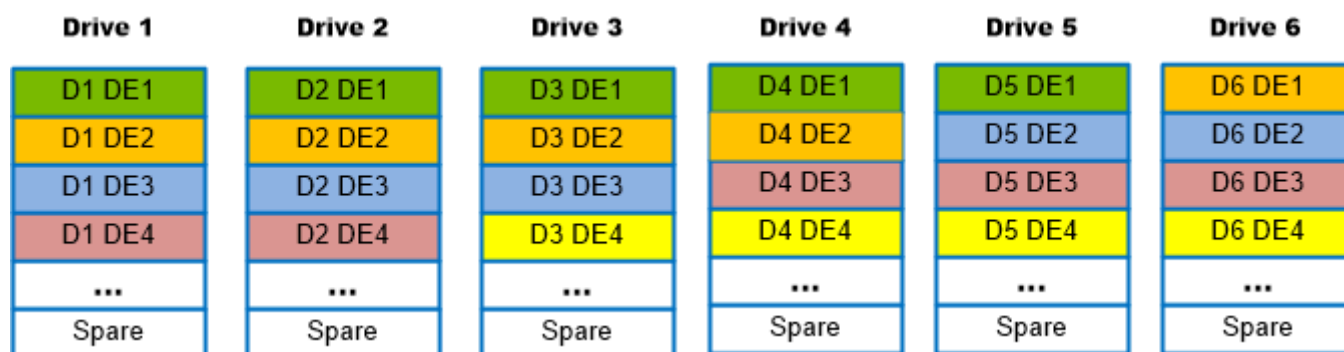 Drive 1 Drive 2 Drive 3 Drive 4 Drive 5 Drive 6
D1 DE1 D2 DE1 D3 DE1 D4 DE1 D5 DE1 D6 DE1
D1 DE2 D2 DE2 D3 DE2 D4 DE2 D5 DE2 D6 DE2
D1 DE3 D2 DE3 D3 DE3 D4 DE3 D5 DE3 D6 DE3
D1 DE4 D2 DE4 D3 DE4 D4 DE4 D5 DE4 D6 DE4
... ... ... ... ... ...
Spare Spare Spare Spare Spare Spare